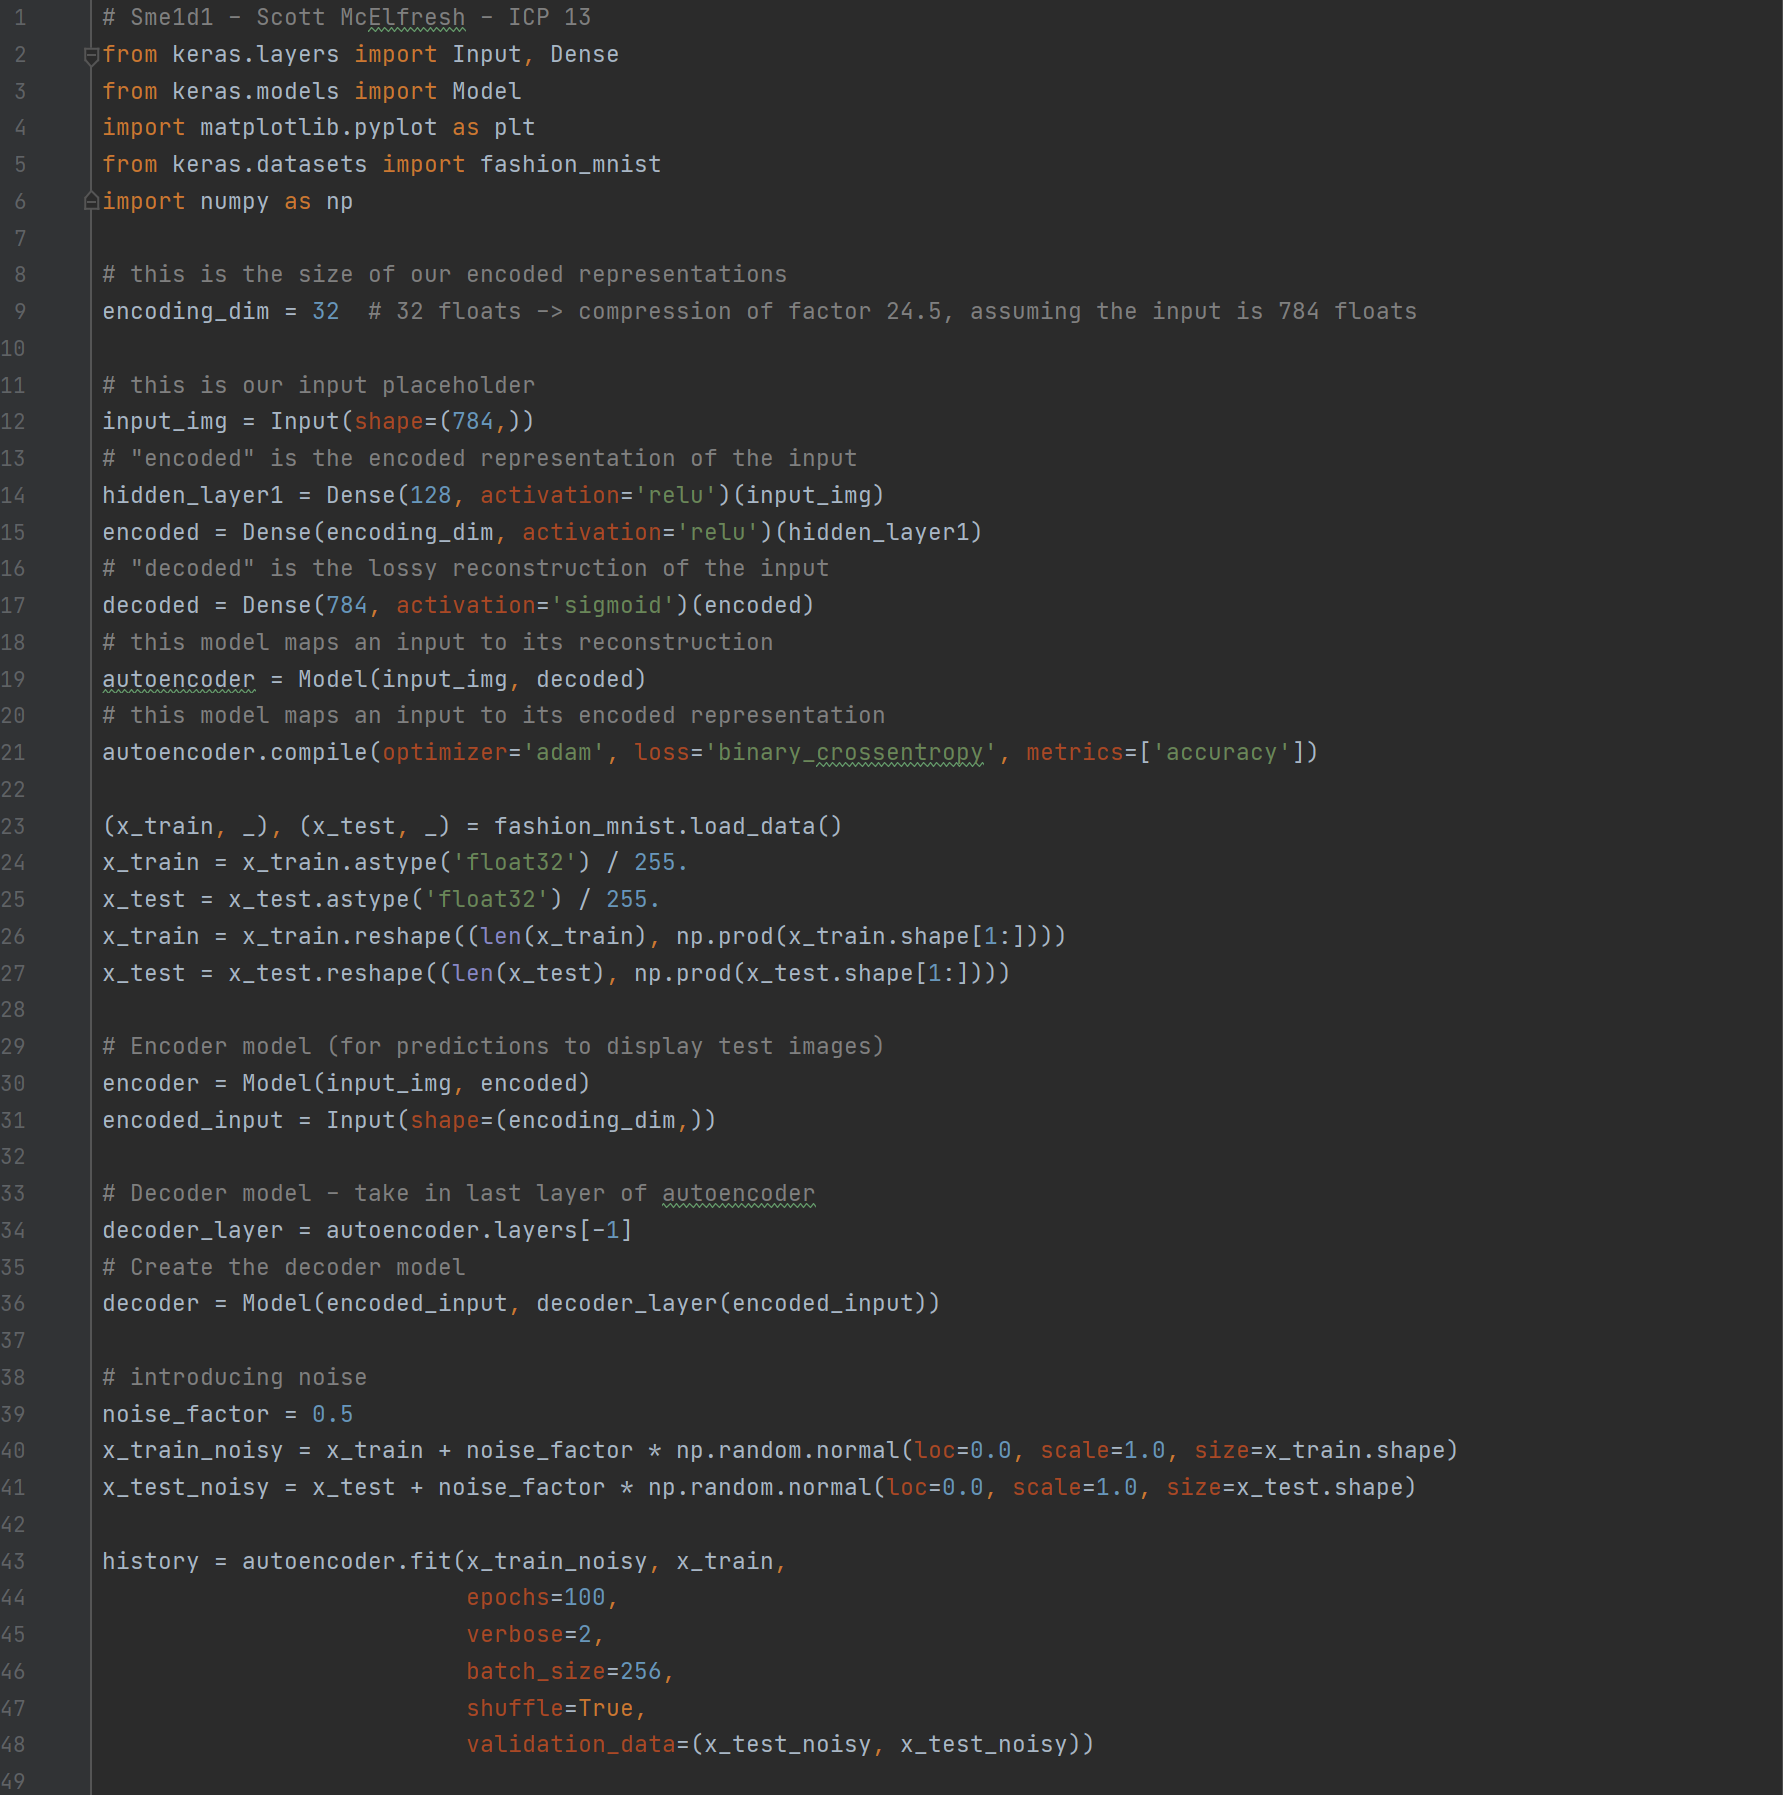 1 # Sme1d1 - Scott McElfresh - ICP 13
2 from keras.layers import Input, Dense
3 from keras.models import Model
4 import matplotlib.pyplot as plt
5 from keras.datasets import fashion_mnist
6 import numpy as np
7
8 # this is the size of our encoded representations
9 encoding_dim = 32  # 32 floats -> compression of factor 24.5, assuming the input is 784 floats
10
11 # this is our input placeholder
12 input_img = Input(shape=(784,))
13 # "encoded" is the encoded representation of the input
14 hidden_layer1 = Dense(128, activation='relu')(input_img)
15 encoded = Dense(encoding_dim, activation='relu')(hidden_layer1)
16 # "decoded" is the lossy reconstruction of the input
17 decoded = Dense(784, activation='sigmoid')(encoded)
18 # this model maps an input to its reconstruction
19 autoencoder = Model(input_img, decoded)
20 # this model maps an input to its encoded representation
21 autoencoder.compile(optimizer='adam', loss='binary_crossentropy', metrics=['accuracy'])
22
23 (x_train, _), (x_test, _) = fashion_mnist.load_data()
24 x_train = x_train.astype('float32') / 255.
25 x_test = x_test.astype('float32') / 255.
26 x_train = x_train.reshape((len(x_train), np.prod(x_train.shape[1:])))
27 x_test = x_test.reshape((len(x_test), np.prod(x_test.shape[1:])))
28
29 # Encoder model (for predictions to display test images)
30 encoder = Model(input_img, encoded)
31 encoded_input = Input(shape=(encoding_dim,))
32
33 # Decoder model - take in last layer of autoencoder
34 decoder_layer = autoencoder.layers[-1]
35 # Create the decoder model
36 decoder = Model(encoded_input, decoder_layer(encoded_input))
37
38 # introducing noise
39 noise_factor = 0.5
40 x_train_noisy = x_train + noise_factor * np.random.normal(loc=0.0, scale=1.0, size=x_train.shape)
41 x_test_noisy = x_test + noise_factor * np.random.normal(loc=0.0, scale=1.0, size=x_test.shape)
42
43 history = autoencoder.fit(x_train_noisy, x_train,
44                           epochs=100,
45                           verbose=2,
46                           batch_size=256,
47                           shuffle=True,
48                           validation_data=(x_test_noisy, x_test_noisy))
49